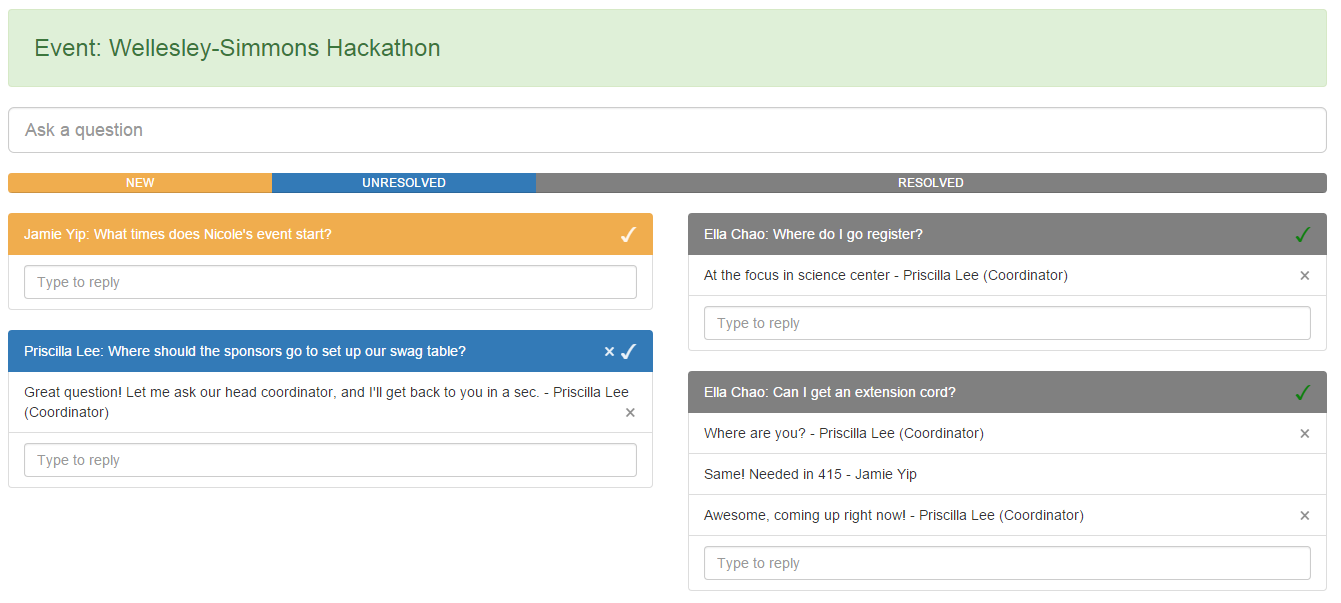 Event: Wellesley-Simmons Hackathon
Ask a question
NEW
UNRESOLVED
RESOLVED
Jamie Yip: What times does Nicole's event start?
Type to reply
Priscilla Lee: Where should the sponsors go to set up our swag table?
Great question! Let me ask our head coordinator, and I'll get back to you in a sec. - Priscilla Lee
(Coordinator)
Type to reply
Ella Chao: Where do I go register?
At the focus in science center - Priscilla Lee (Coordinator)
Type to reply
Ella Chao: Can I get an extension cord?
Where are you? - Priscilla Lee (Coordinator)
Same! Needed in 415 - Jamie Yip
Awesome, coming up right now! - Priscilla Lee (Coordinator)
Type to reply